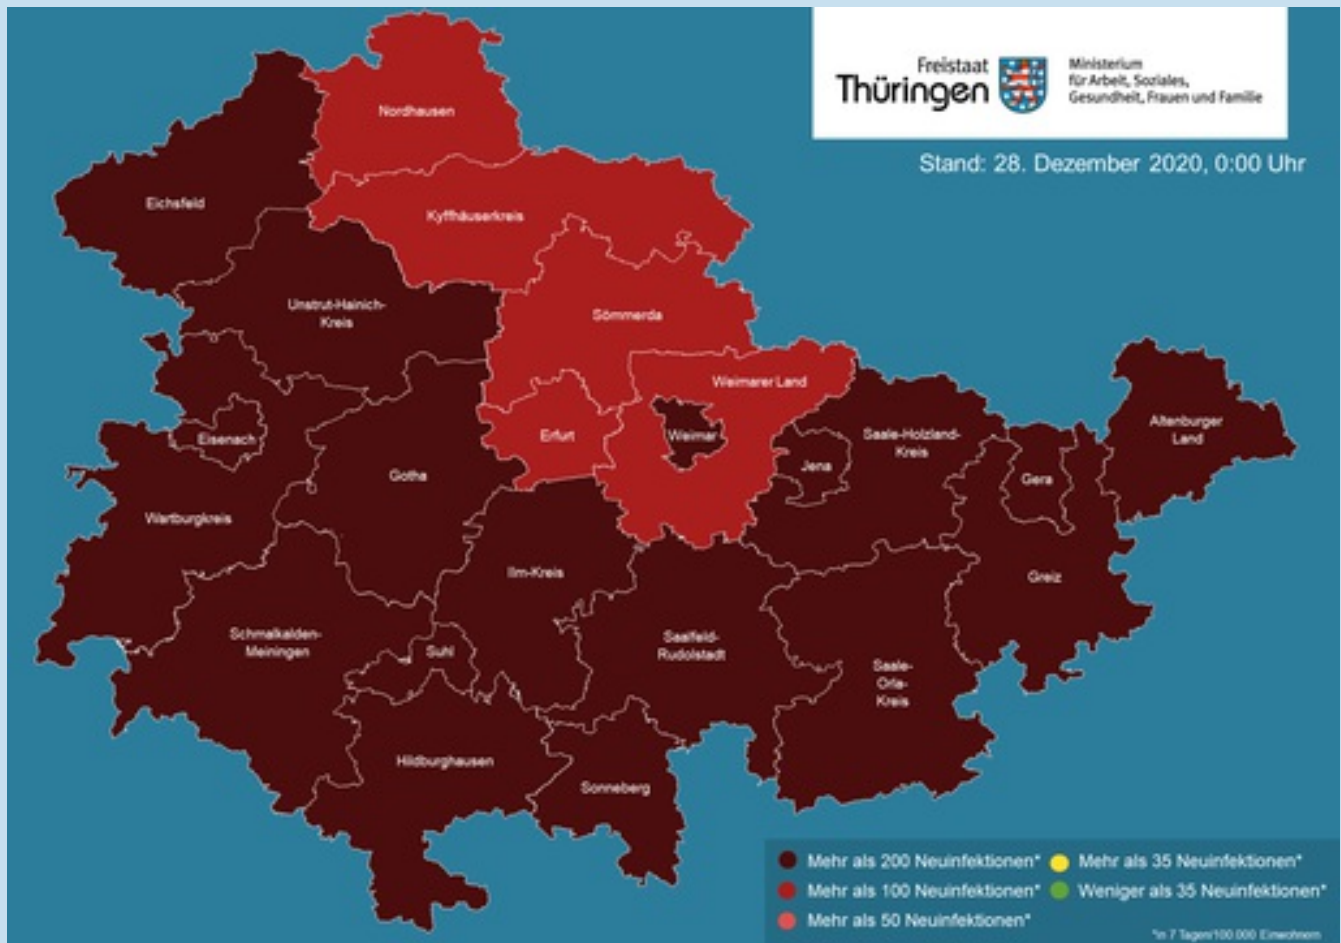 Freistaat
Thüringen
Ministerium
für Arbeit, Soziales,
Gesundheit, Frauen und Familie
Stand: 28. Dezember 2020, 0:00 Uhr
Nordhausen
Eichsfeld
Kyffhäuserkreis
Unstrut-Hainich-
Kreis
Sömmerda
Weimarer Land
Eisenach
Erfurt
Weimar
Jena
Saale-Holzland-
Kreis
Gera
Altenburger
Land
Gotha
Wartburgkreis
Ilm-Kreis
Greiz
Schmalkalden-
Meiningen
Suhl
Saalfeld-
Rudolstadt
Saale-
Orla-
Kreis
Hildburghausen
Sonneberg
Mehr als 200 Neuinfektionen*
Mehr als 100 Neuinfektionen*
Mehr als 50 Neuinfektionen*
Mehr als 35 Neuinfektionen*
Weniger als 35 Neuinfektionen*
*in 7 Tagen/100 000 Einwohnern